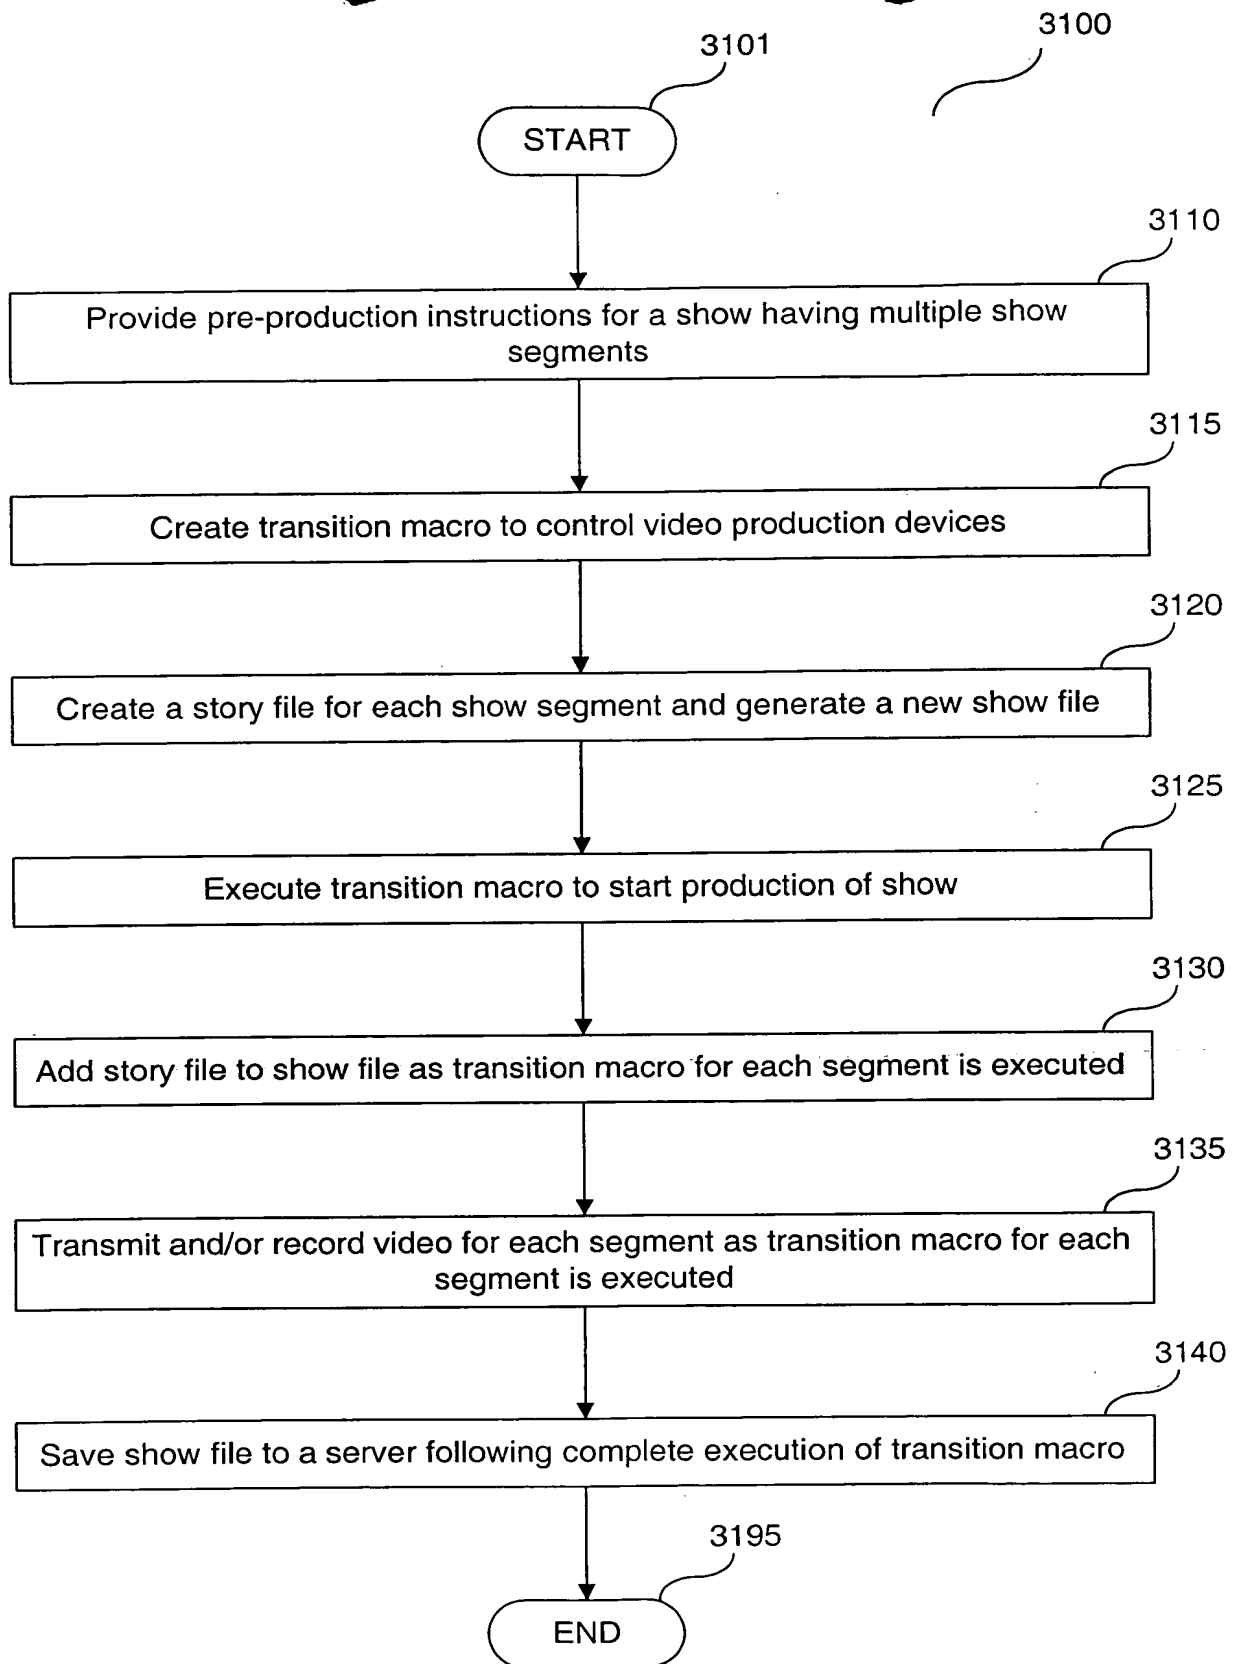 3100
3101
START
3110
Provide pre-production instructions for a show having multiple show
segments
3115
Create transition macro to control video production devices
3120
Create a story file for each show segment and generate a new show file
3125
Execute transition macro to start production of show
3130
Add story file to show file as transition macro for each segment is executed
3135
Transmit and/or record video for each segment as transition macro for each
segment is executed
3140
Save show file to a server following complete execution of transition macro
3195
END